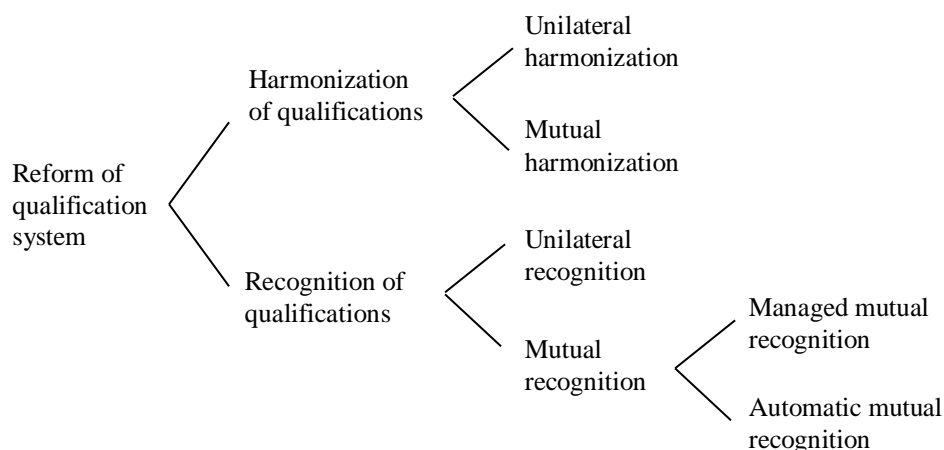 Unilateral
harmonization
Harmonization
of qualifications
Mutual
harmonization
Reform of
qualification
system
Unilateral
recognition
Recognition of
qualifications
Managed mutual
recognition
Mutual
recognition
Automatic mutual
recognition